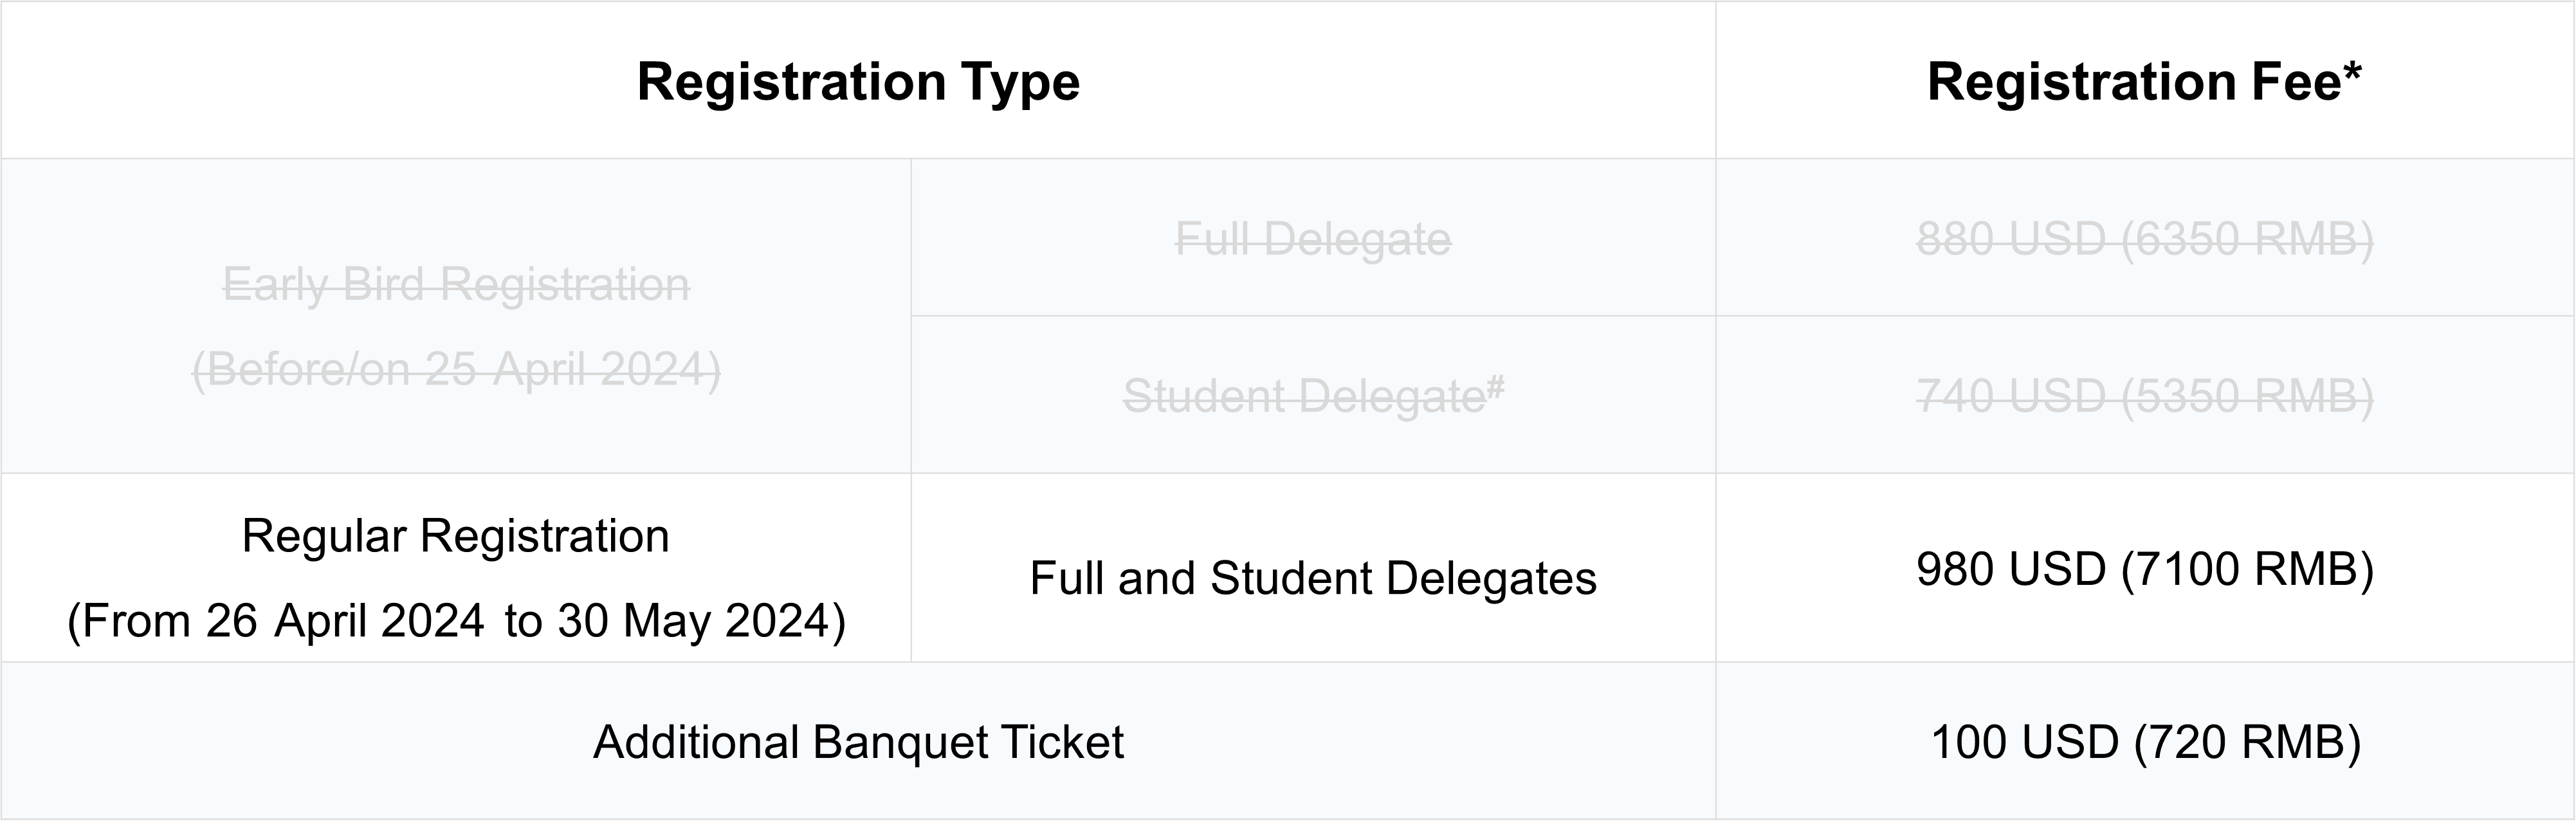 Registration Type
Registration Fee*
Early Bird Registration
(Before/on 25 April 2024)
Full Delegate
880 USD (6350 RMB)
Student Delegate#
740 USD (5350 RMB)
Regular Registration
(From 26 April 2024 to 30 May 2024)
Full and Student Delegates
980 USD (7100 RMB)
Additional Banquet Ticket
100 USD (720 RMB)